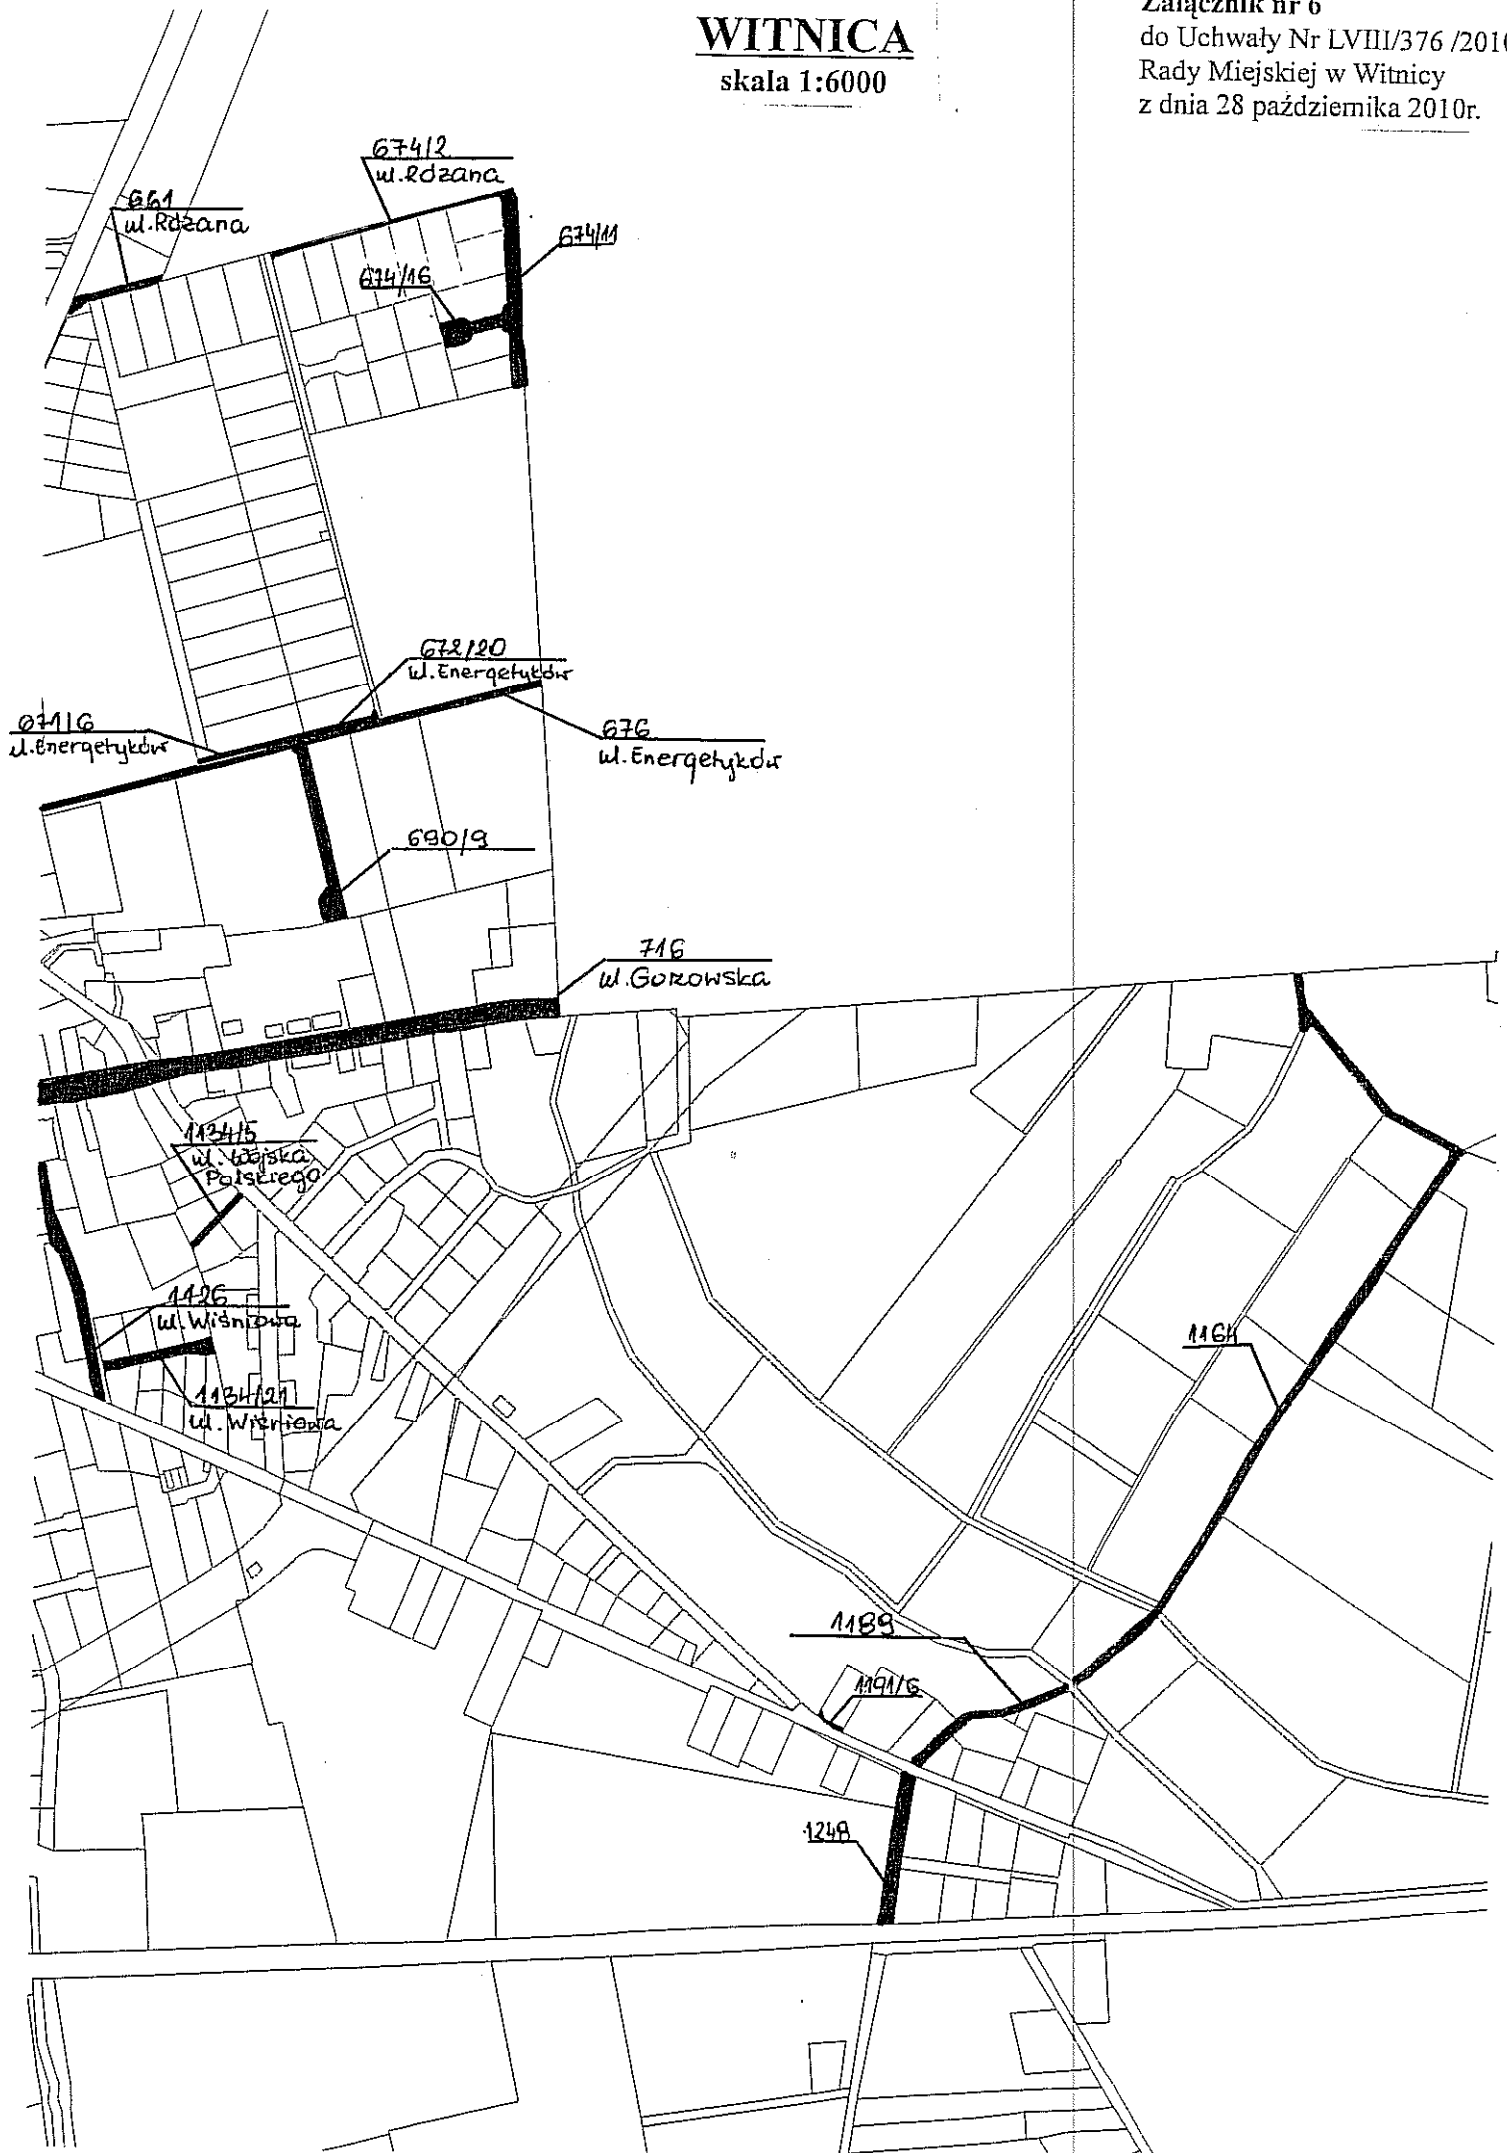 WITNICA
skala 1:6000
Załącznik nr 6
do Uchwały Nr LVIII/376 /2010
Rady Miejskiej w Witnicy
z dnia 28 października 2010r.
674/2
ul.Rdzana
661
ul.Rdzana
674/11
674/16
672/20
ul.Energetyków
671/6
ul.Energetyków
676
ul.Energetyków
690/9
716
ul.Gorowska
1134/5
ul. Wojska
Polskiego
1126
ul.Wiśniowa
1134/21
ul.Wiśniowa
1164
1189
1191/6
1248